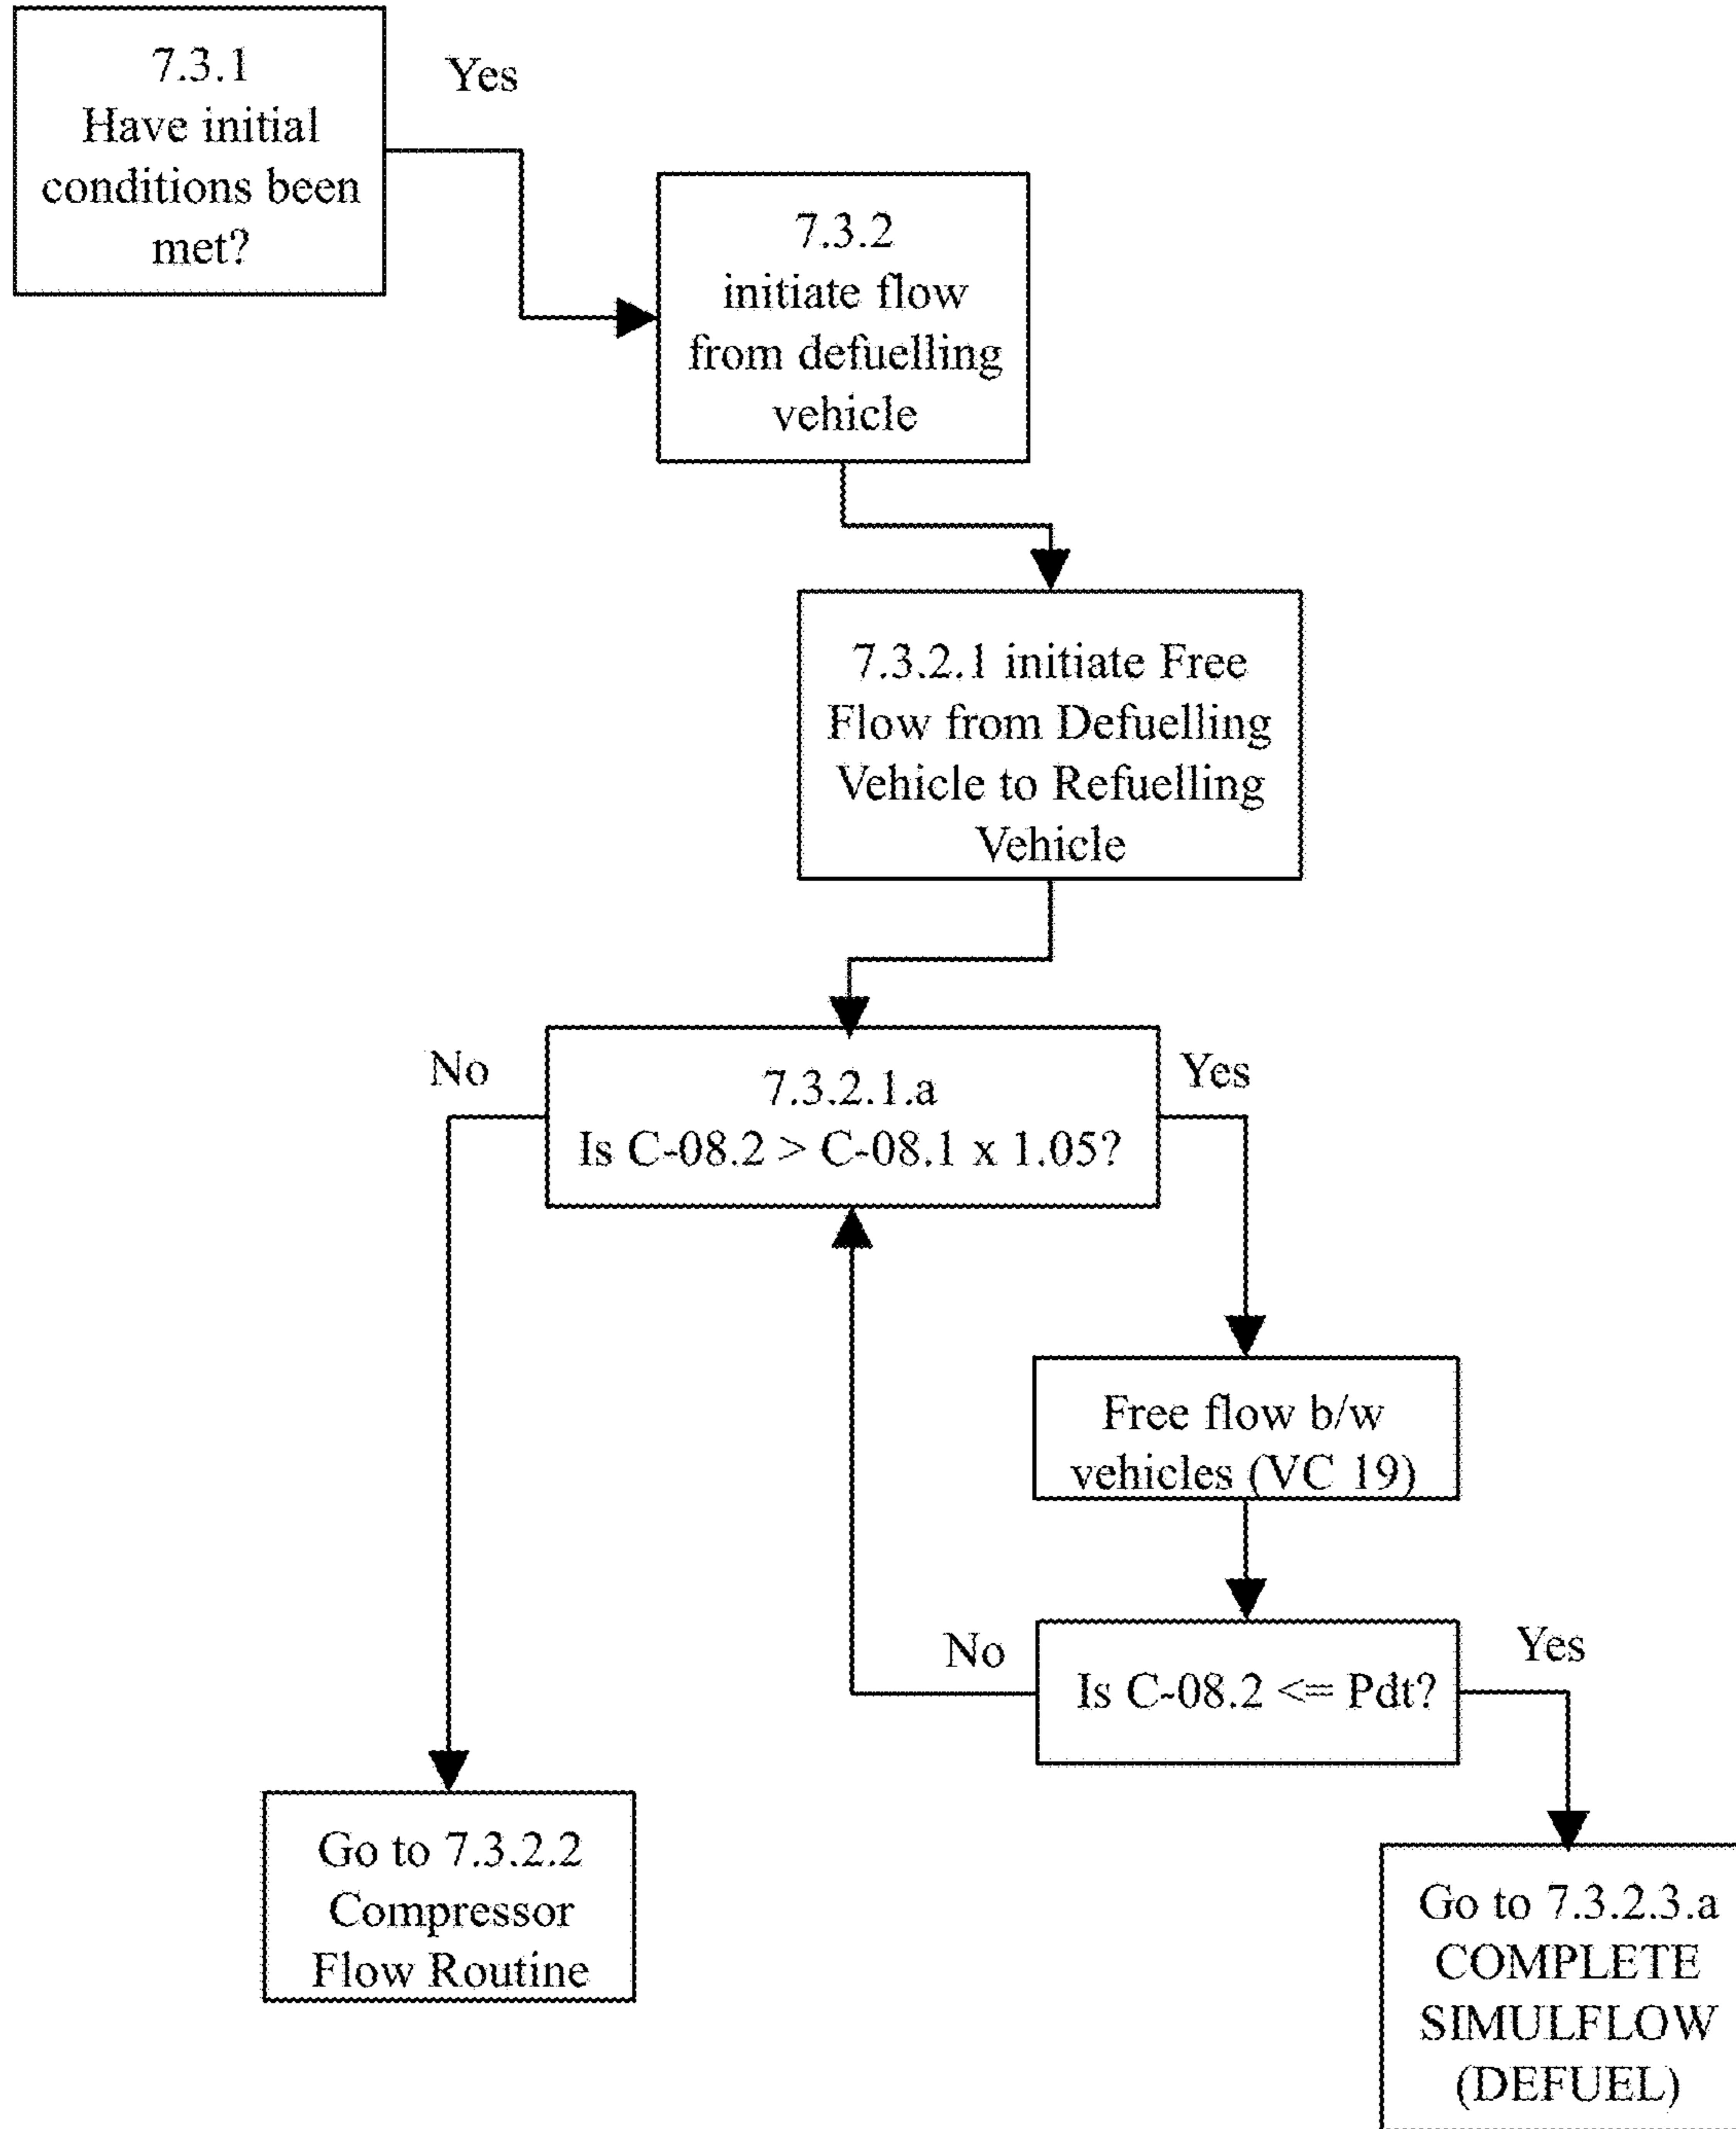 7.3.1
Have initial
conditions been
met?
Yes
7.3.2
initiate flow
from defuelling
vehicle
7.3.2.1 initiate Free
Flow from Defuelling
Vehicle to Refuelling
Vehicle
No
7.3.2.1.a
Is C-08.2 > C-08.1 x 1.05?
Yes
Free flow b/w
vehicles (VC 19)
No
Is C-08.2 <= Pdt?
Yes
Go to 7.3.2.2
Compressor
Flow Routine
Go to 7.3.2.3.a
COMPLETE
SIMULFLOW
(DEFUEL)